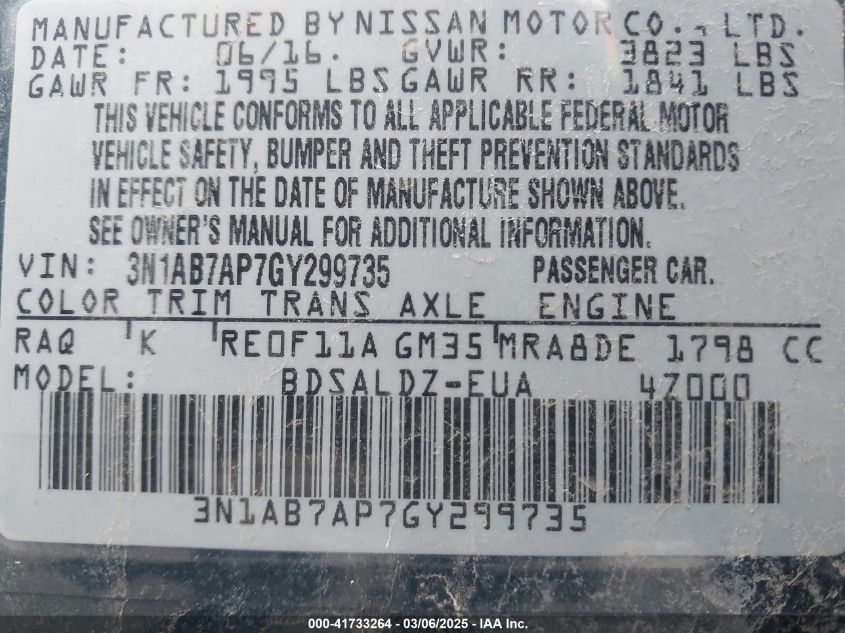 MANUFACTURED BY NISSAN MOTOR CO., LTD.
DATE: 06/16. GVWR: 3823 LBS
GAWR FR: 1995 LBS GAWR RR: 1841 LBS
THIS VEHICLE CONFORMS TO ALL APPLICABLE FEDERAL MOTOR
VEHICLE SAFETY, BUMPER AND THEFT PREVENTION STANDARDS
IN EFFECT ON THE DATE OF MANUFACTURE SHOWN ABOVE.
SEE OWNER'S MANUAL FOR ADDITIONAL INFORMATION.
VIN: 3N1AB7AP7GY299735 PASSENGER CAR.
COLOR TRIM TRANS AXLE ENGINE
RAQ K RE0F11A GM35 MRA8DE 1798 CC
MODEL: BDSALDZ-EUA 4Z000
3N1AB7AP7GY299735
000-41733264 - 03/06/2025 - IAA Inc.